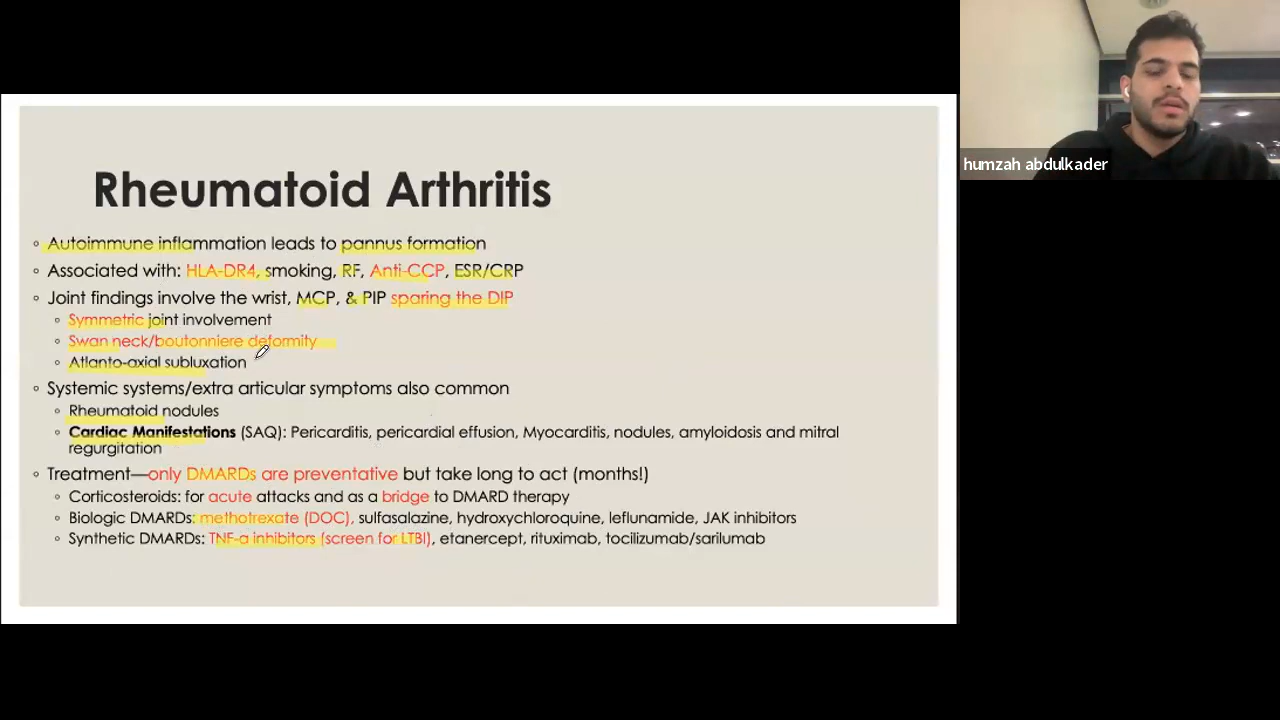 humzah abdulkader
Rheumatoid Arthritis
◦ Autoimmune inflammation leads to pannus formation
◦ Associated with: HLA-DR4, smoking, RF, Anti-CCP, ESR/CRP
◦ Joint findings involve the wrist, MCP, & PIP sparing the DIP
◦ Symmetric joint involvement
◦ Swan neck/boutonniere deformity
◦ Atlanto-axial subluxation
◦ Systemic systems/extra articular symptoms also common
◦ Rheumatoid nodules
◦ Cardiac Manifestations (SAQ): Pericarditis, pericardial effusion, Myocarditis, nodules, amyloidosis and mitral
regurgitation
◦ Treatment—only DMARDs are preventative but take long to act (months!)
◦ Corticosteroids: for acute attacks and as a bridge to DMARD therapy
◦ Biologic DMARDs: methotrexate (DOC), sulfasalazine, hydroxychloroquine, leflunamide, JAK inhibitors
◦ Synthetic DMARDs: TNF-a inhibitors (screen for LTBI), etanercept, rituximab, tocilizumab/sarilumab